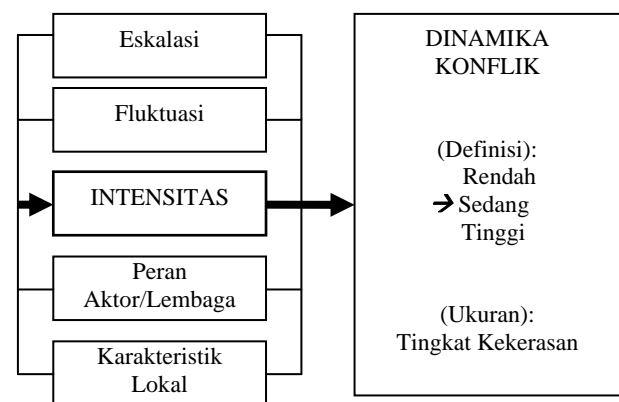 Eskalasi
Fluktuasi
INTENSITAS
Peran
Aktor/Lembaga
Karakteristik
Lokal
DINAMIKA
KONFLIK
(Definisi):
Rendah
→ Sedang
Tinggi
(Ukuran):
Tingkat Kekerasan